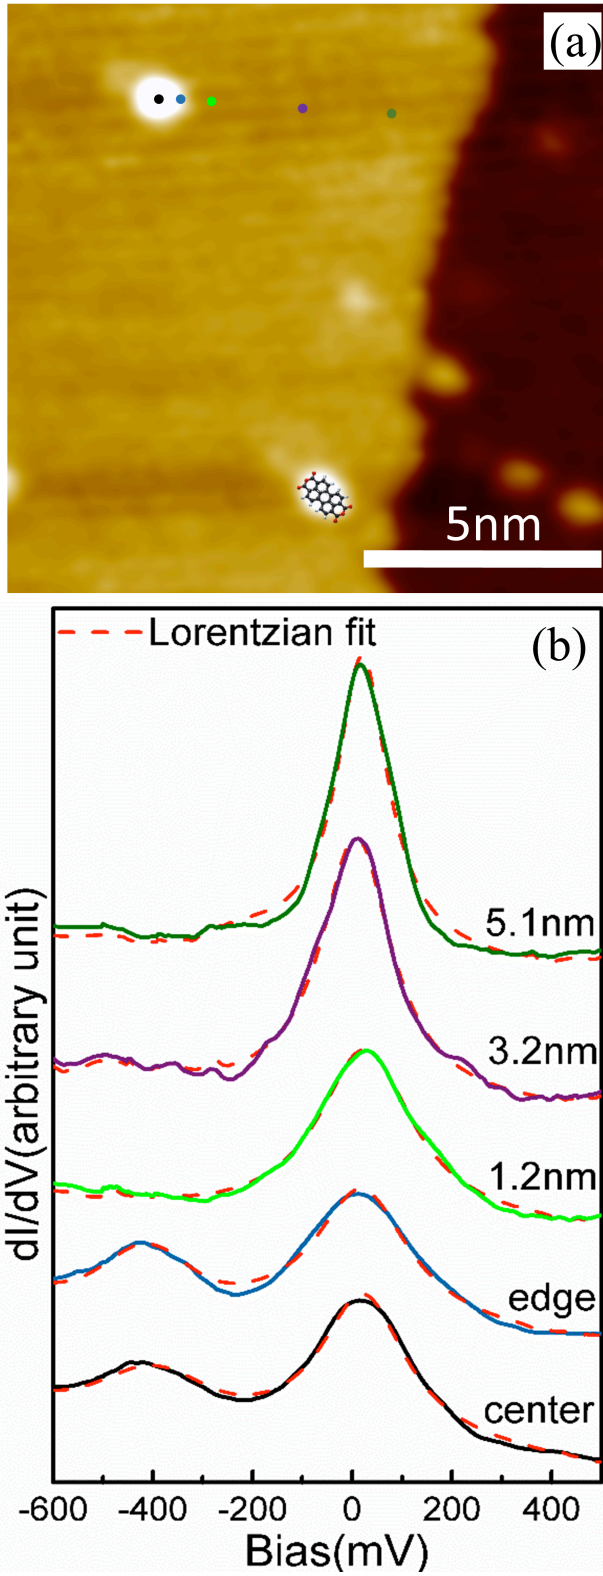 (a)
5nm
Lorentzian fit
(b)
5.1nm
3.2nm
1.2nm
edge
center
dI/dV(arbitrary unit)
-600 -400 -200 0 200 400
Bias(mV)